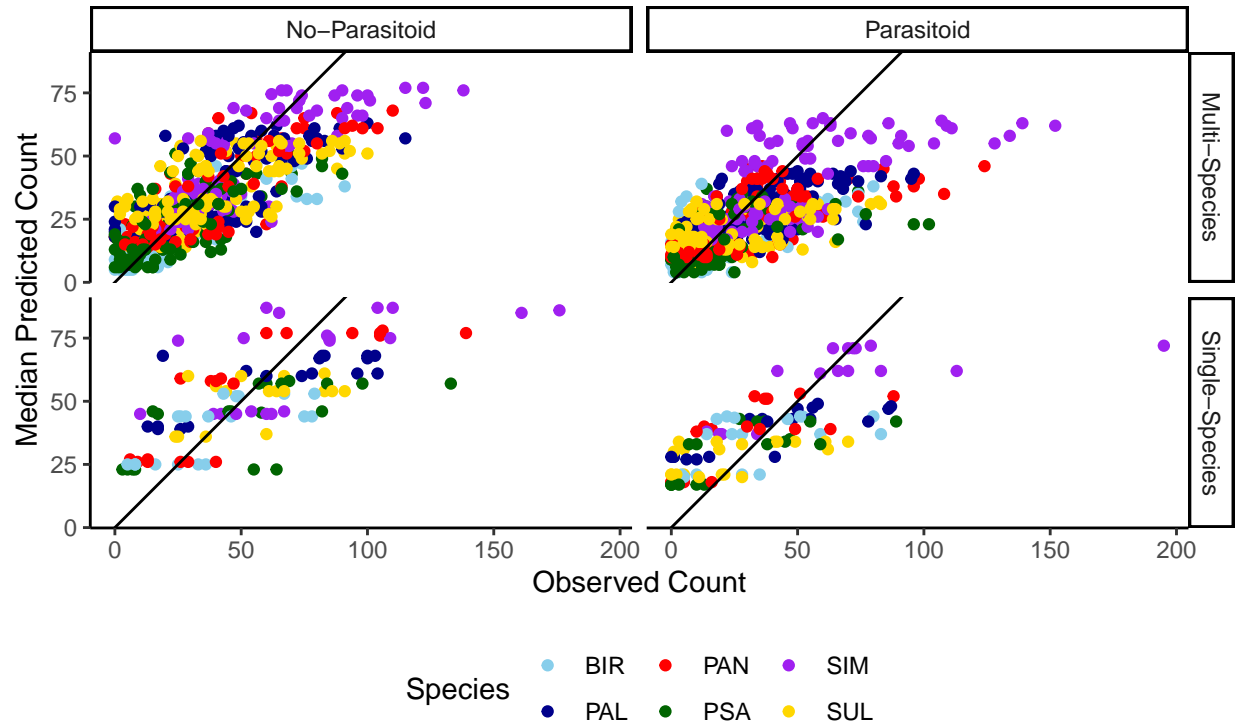 No−Parasitoid
Parasitoid
Median Predicted Count
75
50
25
0
Multi−Species
75
50
25
0
Single−Species
0
50
100
150
200
0
50
100
150
200
Observed Count
Species
BIR
PAN
SIM
PAL
PSA
SUL